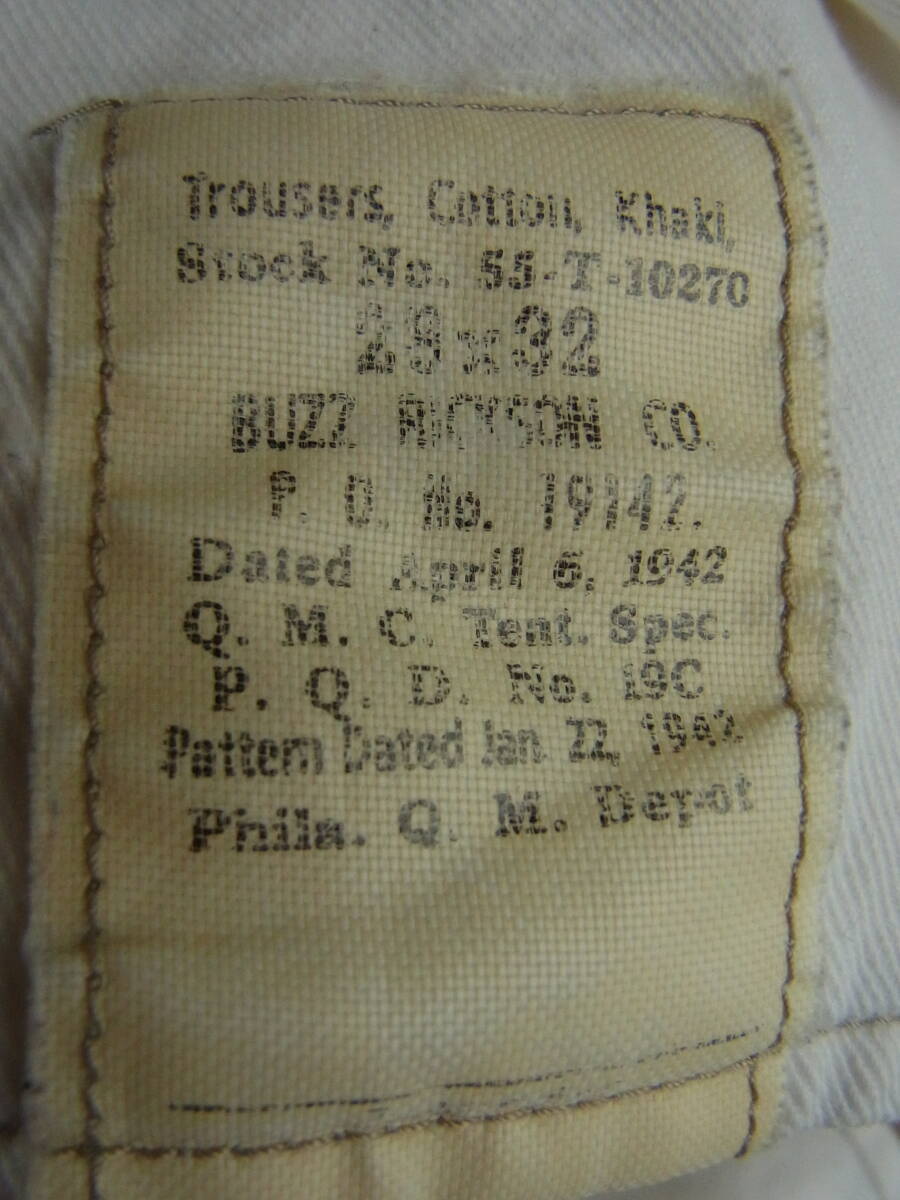 Trousers, Cotton, Khaki,
Stock No. 55-T-10270
28x32
BUZZ CO.
P. O. No. 19142.
Dated April 6, 1942
Q. M. C. Tent. Spec.
P. Q. D. No. 19C
Pattern Dated Jan. 22, 1942
Phila. Q. M. Depot